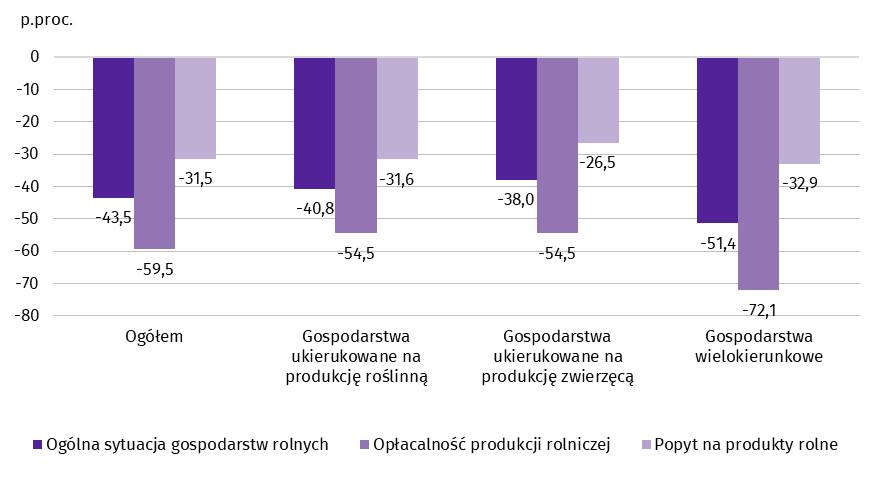 p.proc.
0
-10
-20
-30
-40
-50
-60
-70
-80
-43,5
-59,5
-31,5
-40,8
-54,5
-31,6
-38,0
-54,5
-26,5
-51,4
-72,1
-32,9
Ogółem
Gospodarstwa
ukierukowane na
produkcję roślinną
Gospodarstwa
ukierukowane na
produkcję zwierzęcą
Gospodarstwa
wielokierunkowe
Ogólna sytuacja gospodarstw rolnych
Opłacalność produkcji rolniczej
Popyt na produkty rolne